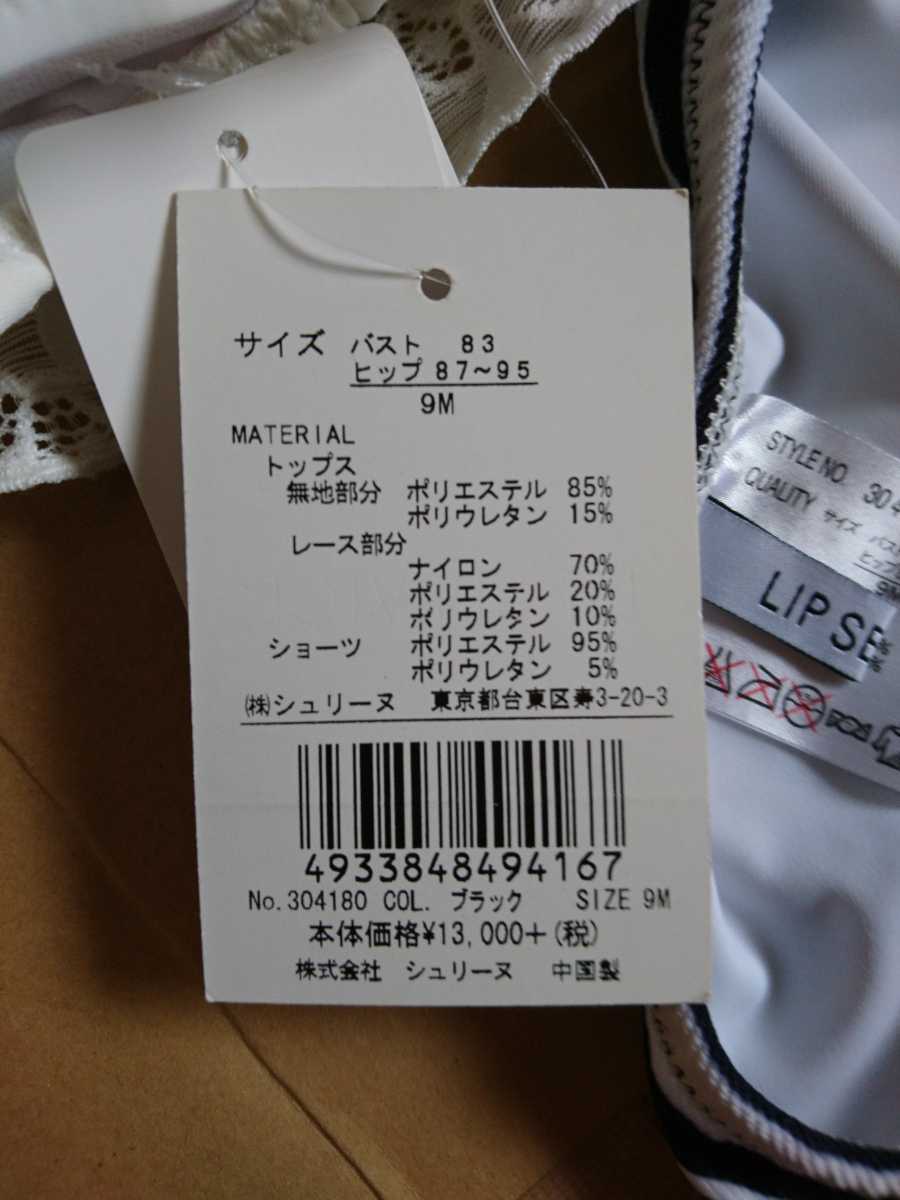 サイズ バスト 83
ヒップ 87～95
9M
MATERIAL
トップス
無地部分 ポリエステル 85%
ポリウレタン 15%
レース部分
ナイロン 70%
ポリエステル 20%
ポリウレタン 10%
ショーツ ポリエステル 95%
ポリウレタン 5%
㈱シュリーヌ 東京都台東区寿3-20-3
4933848494167
No.304180 COL. ブラック SIZE 9M
本体価格¥13,000+(税)
株式会社 シュリーヌ 中国製
STYLE NO. 304
QUALITY サイズ
バスト
ヒップ
9M
LIP SE